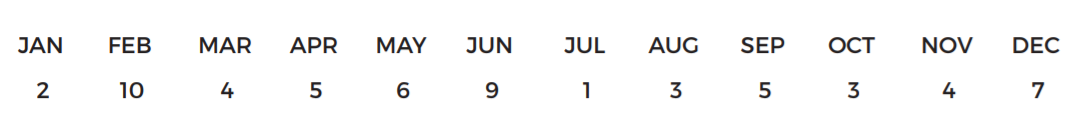 JAN FEB MAR APR MAY JUN JUL AUG SEP OCT NOV DEC
2 10 4 5 6 9 1 3 5 3 4 7